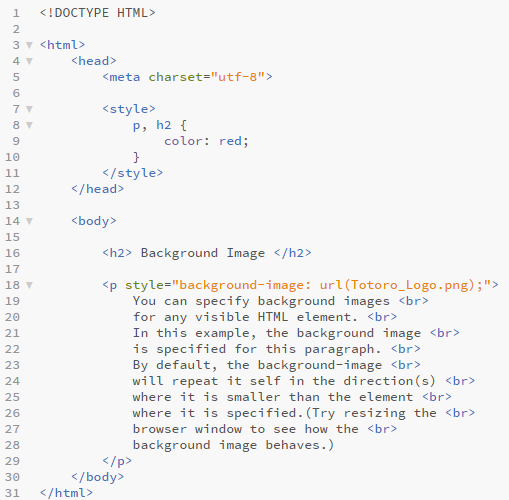 1 <!DOCTYPE HTML>
2
3 <html>
4 <head>
5 <meta charset="utf-8">
6
7 <style>
8 p, h2 {
9 color: red;
10 }
11 </style>
12 </head>
13
14 <body>
15
16 <h2> Background Image </h2>
17
18 <p style="background-image: url(Totoro_Logo.png);">
19 You can specify background images <br>
20 for any visible HTML element. <br>
21 In this example, the background image <br>
22 is specified for this paragraph. <br>
23 By default, the background-image <br>
24 will repeat it self in the direction(s) <br>
25 where it is smaller than the element <br>
26 where it is specified.(Try resizing the <br>
27 browser window to see how the <br>
28 background image behaves.)
29 </p>
30 </body>
31 </html>